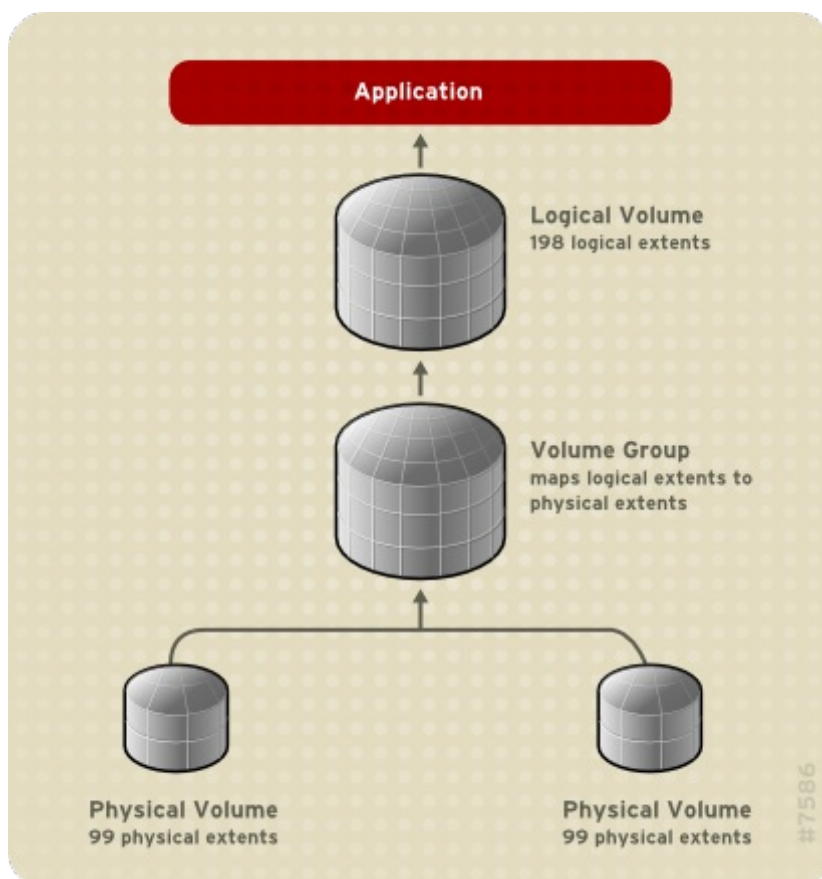 Application
Logical Volume
198 logical extents
Volume Group
maps logical extents to
physical extents
Physical Volume
99 physical extents
Physical Volume
99 physical extents
#7586